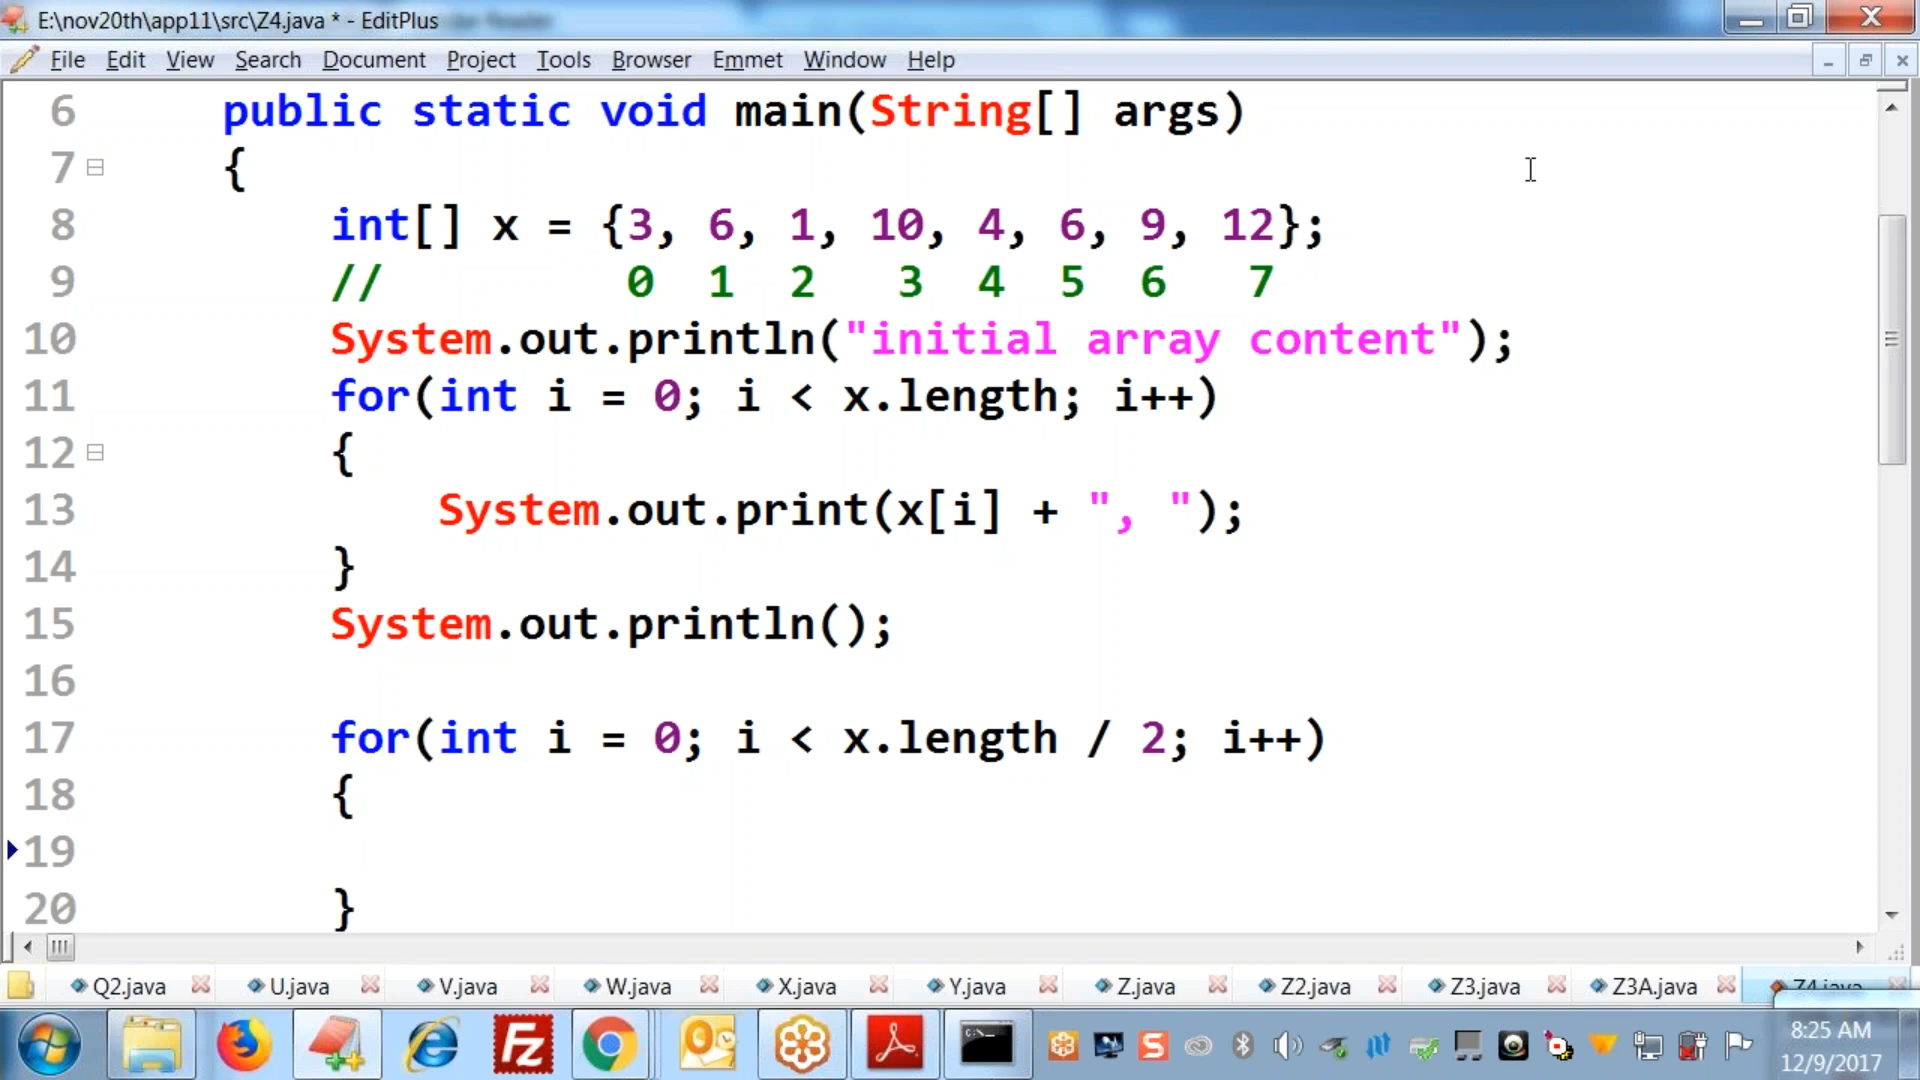 E:\nov20th\app11\src\Z4.java * - EditPlus
File Edit View Search Document Project Tools Browser Emmet Window Help
6 public static void main(String[] args)
7 {
8 int[] x = {3, 6, 1, 10, 4, 6, 9, 12};
9 // 0 1 2 3 4 5 6 7
10 System.out.println("initial array content");
11 for(int i = 0; i < x.length; i++)
12 {
13 System.out.print(x[i] + ", ");
14 }
15 System.out.println();
16
17 for(int i = 0; i < x.length / 2; i++)
18 {
19
20 }
Q2.java U.java V.java W.java X.java Y.java Z.java Z2.java Z3.java Z3A.java Z4.java
8:25 AM
12/9/2017